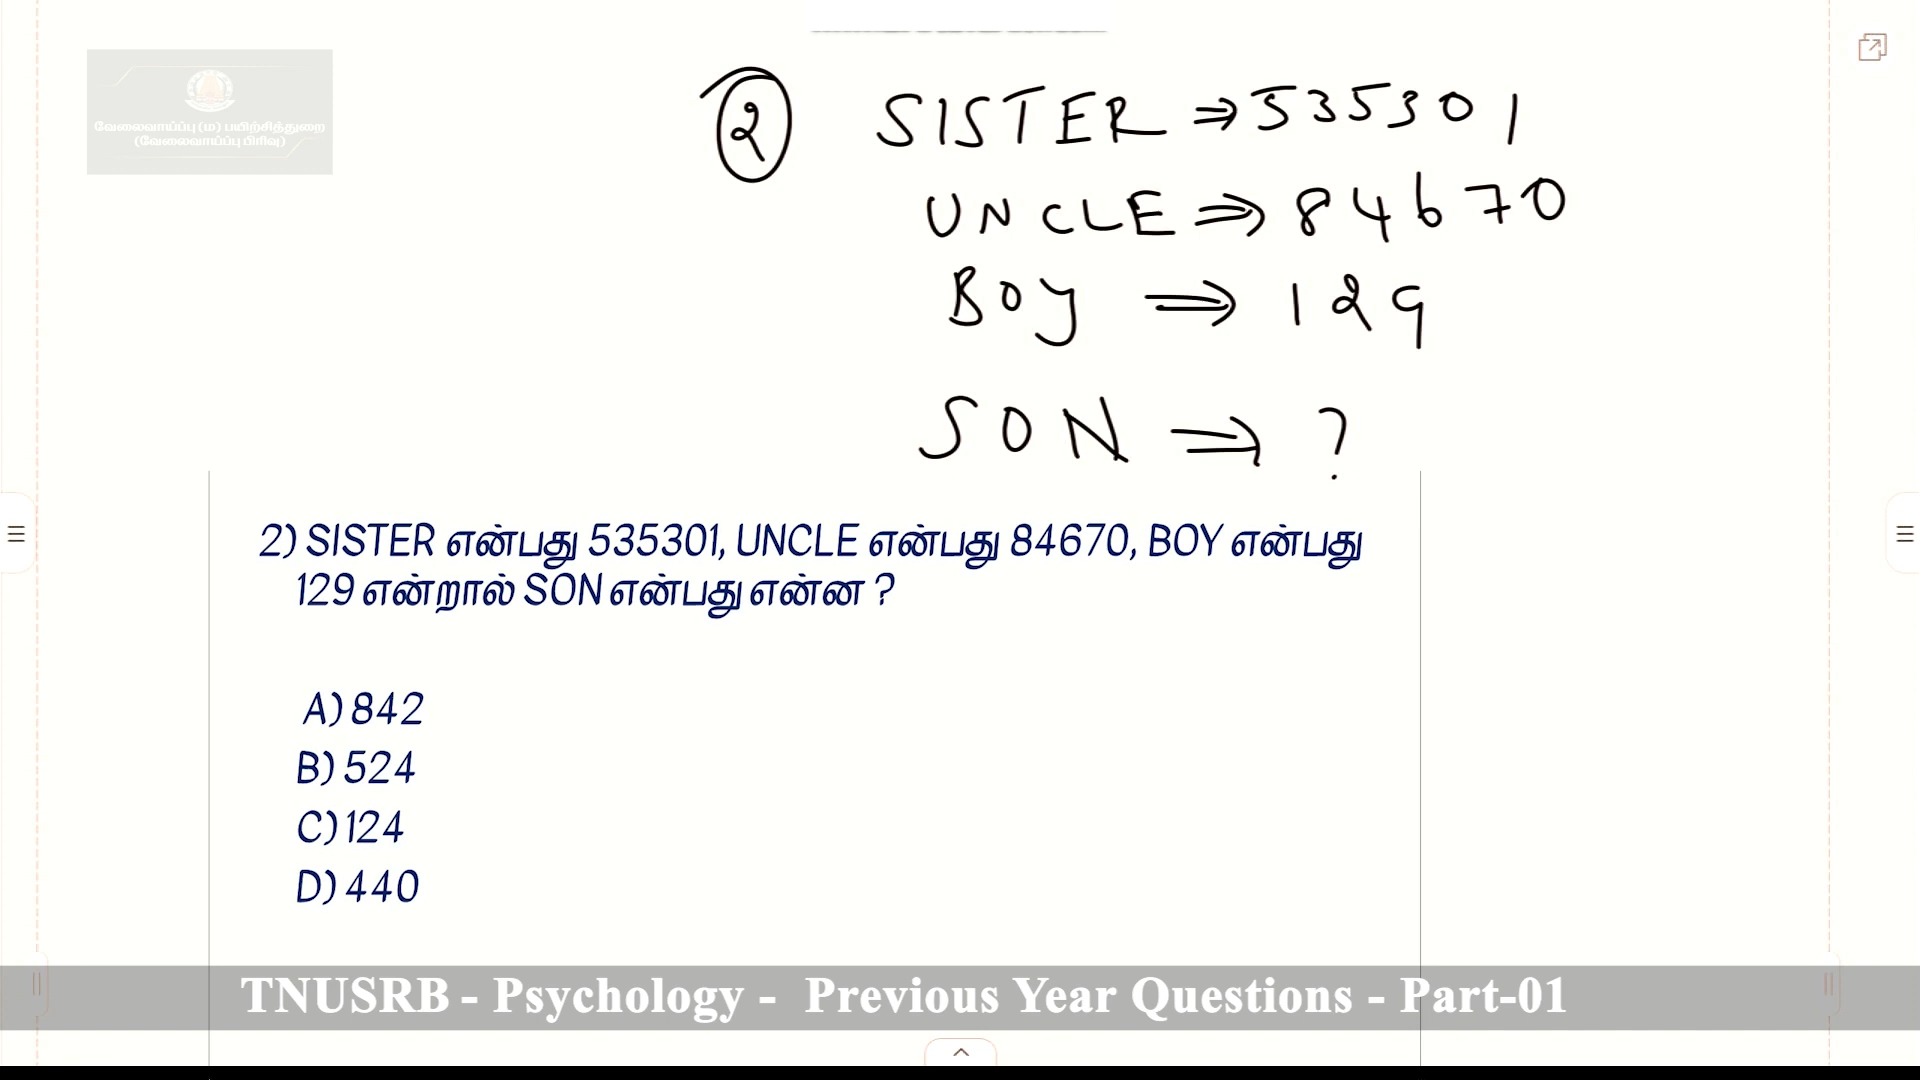 வேலைவாய்ப்பு (ம) பயிற்சித்துறை
(வேலைவாய்ப்பு பிரிவு)
2 SISTER ⇒ 535301
UNCLE ⇒ 84670
BOY ⇒ 129
SON ⇒ ?
2) SISTER என்பது 535301, UNCLE என்பது 84670, BOY என்பது
129 என்றால் SON என்பது என்ன ?
A) 842
B) 524
C) 124
D) 440
TNUSRB - Psychology - Previous Year Questions - Part-01